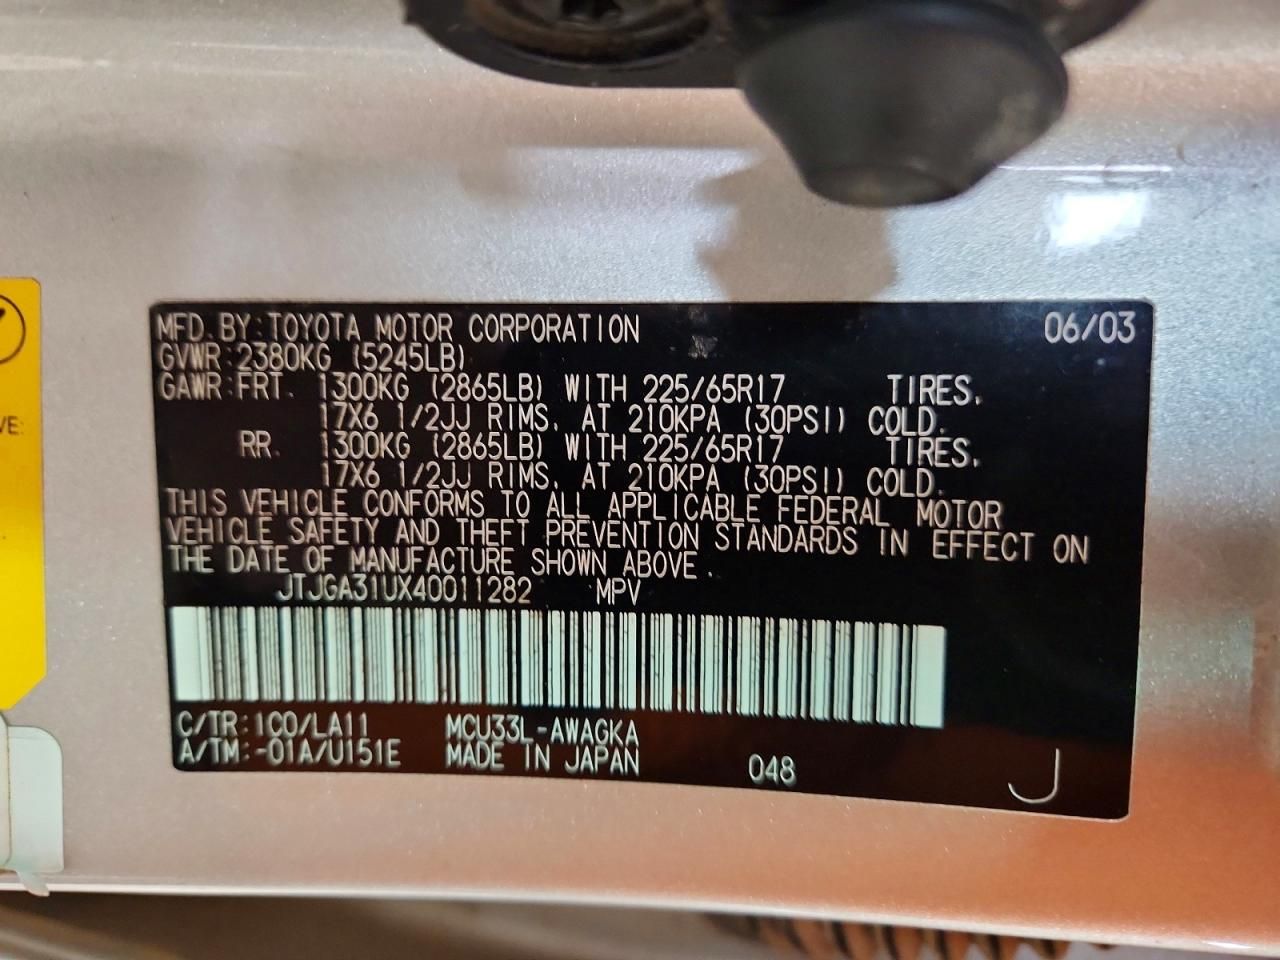 MFD. BY: TOYOTA MOTOR CORPORATION 06/03
GVWR: 2380KG (5245LB)
GAWR: FRT. 1300KG (2865LB) WITH 225/65R17 TIRES.
17X6 1/2JJ RIMS, AT 210KPA (30PSI) COLD.
RR. 1300KG (2865LB) WITH 225/65R17 TIRES.
17X6 1/2JJ RIMS, AT 210KPA (30PSI) COLD.
THIS VEHICLE CONFORMS TO ALL APPLICABLE FEDERAL MOTOR
VEHICLE SAFETY AND THEFT PREVENTION STANDARDS IN EFFECT ON
THE DATE OF MANUFACTURE SHOWN ABOVE.
JTJGA31UX40011282 MPV
C/TR: 1C0/LA11 MCU33L-AWAGKA
A/TM: -01A/U151E MADE IN JAPAN 048 J